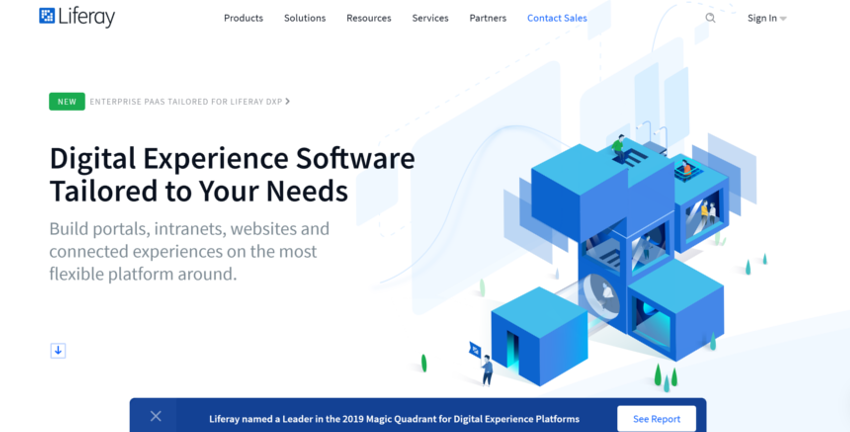 Liferay
Products Solutions Resources Services Partners Contact Sales Sign In
NEW ENTERPRISE PAAS TAILORED FOR LIFERAY DXP
Digital Experience Software
Tailored to Your Needs
Build portals, intranets, websites and
connected experiences on the most
flexible platform around.
Liferay named a Leader in the 2019 Magic Quadrant for Digital Experience Platforms See Report